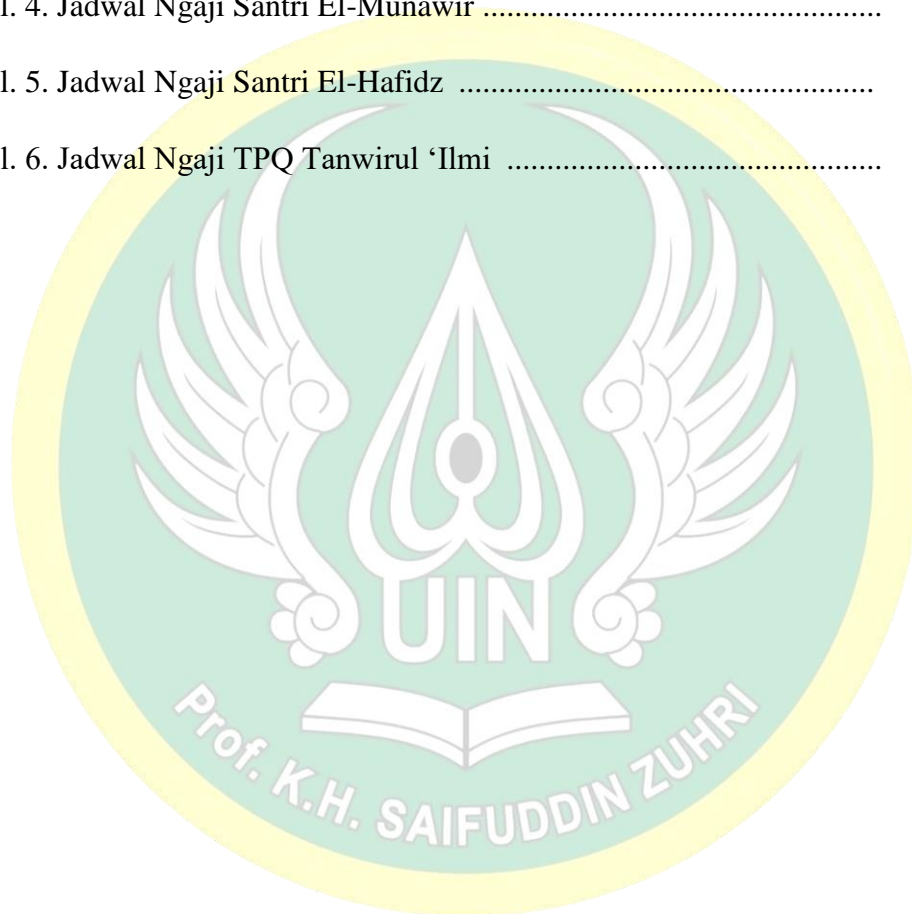 l. 4. Jadwal Ngaji Santri El-Munawir ..................................................
l. 5. Jadwal Ngaji Santri El-Hafidz ....................................................
l. 6. Jadwal Ngaji TPQ Tanwirul ‘Ilmi ...............................................
UIN
Prof. K.H. SAIFUDDIN ZUHRI